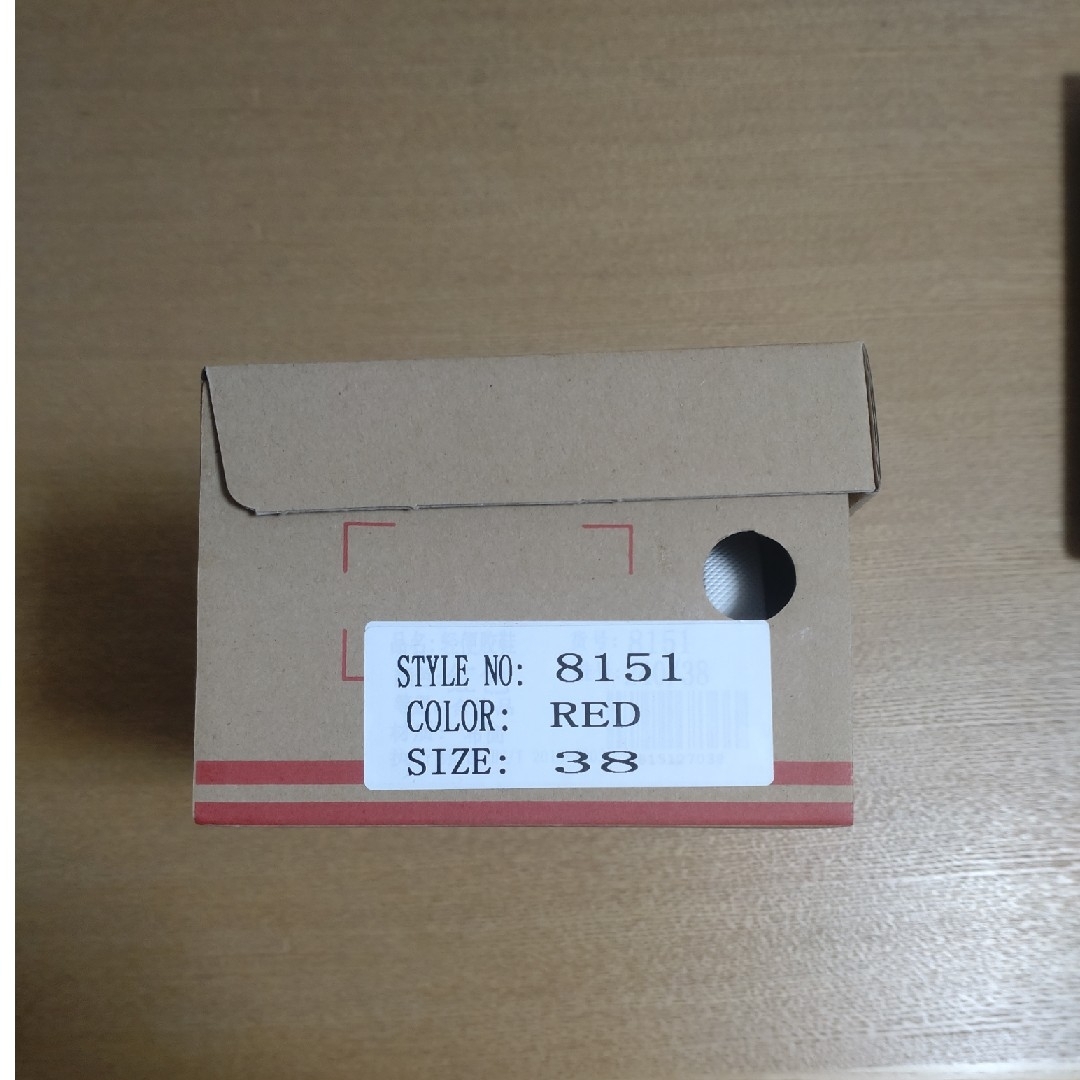 STYLE NO: 8151
COLOR: RED
SIZE: 38